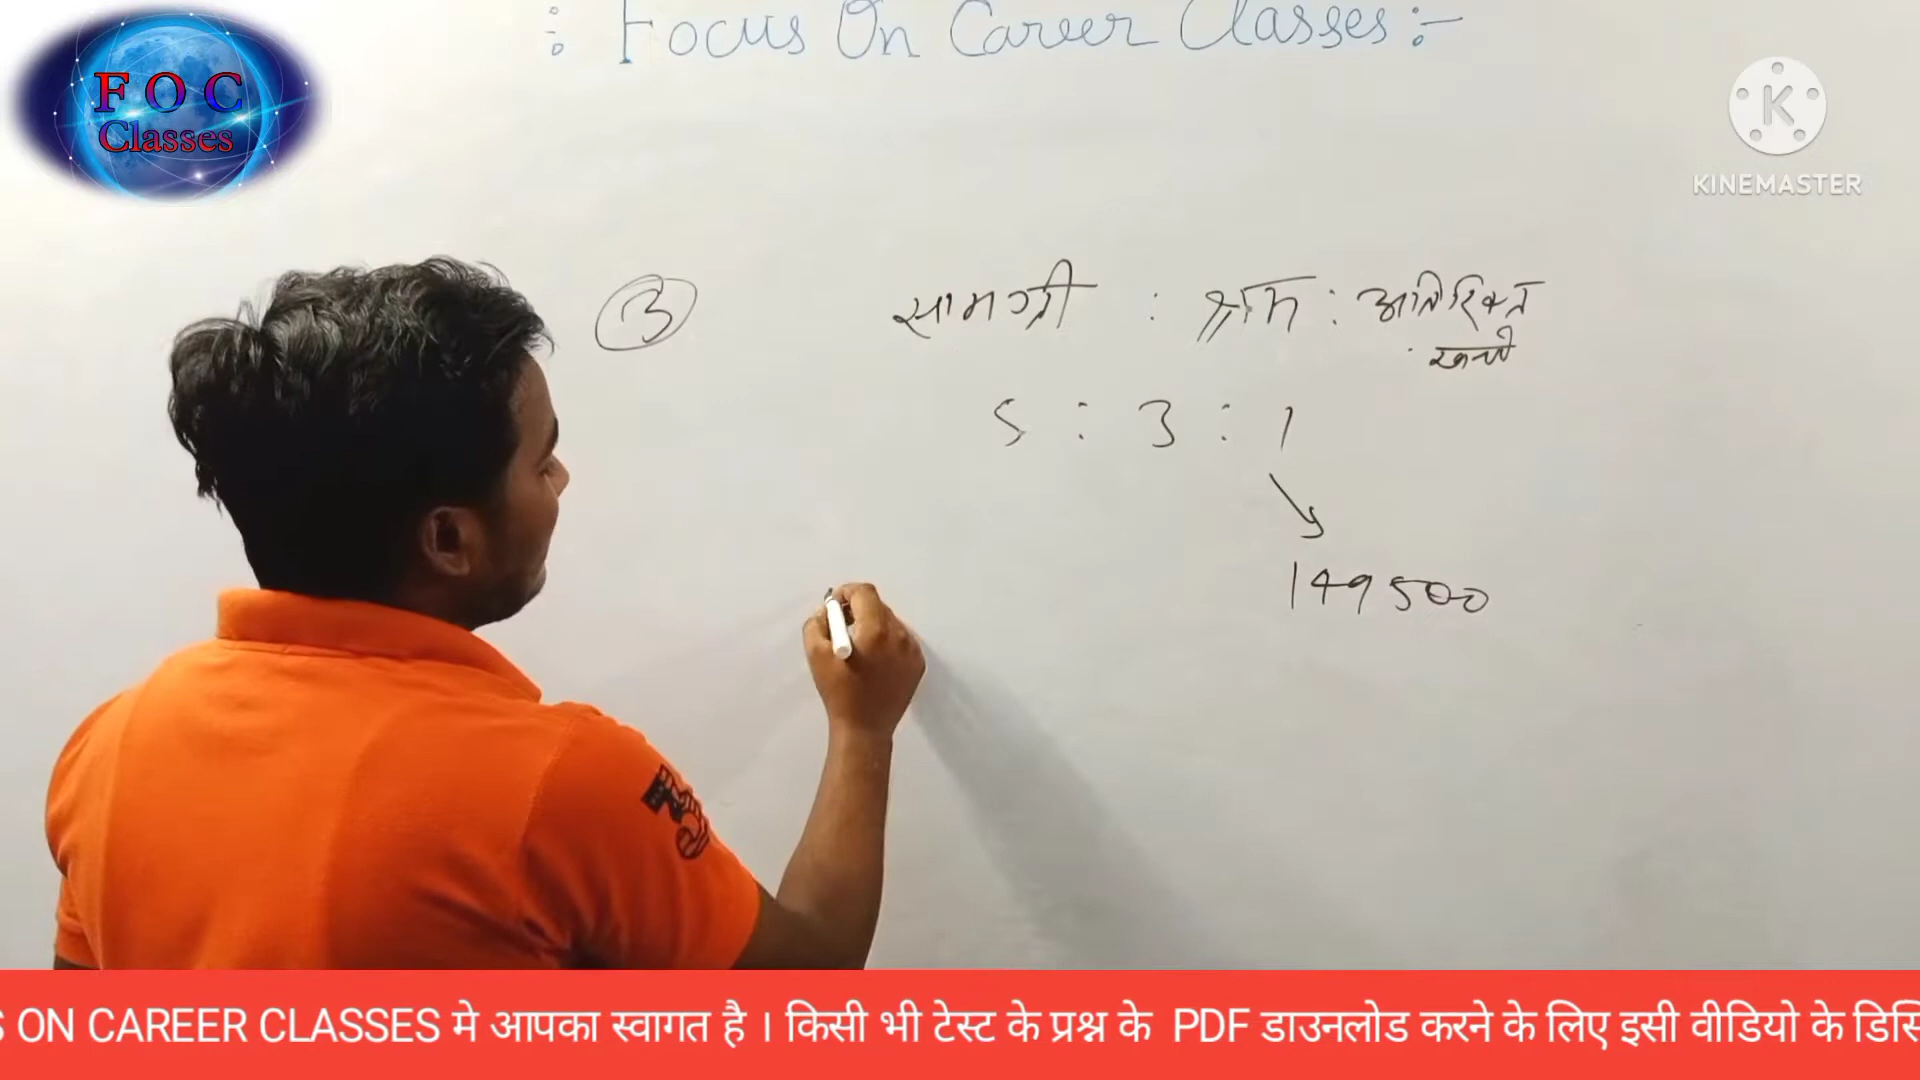 : Focus On Career Classes :-
F O C
Classes
K
KINEMASTER
3 सामग्री : श्रम : अतिरिक्त
खर्च
5 : 3 : 1
149500
S ON CAREER CLASSES मे आपका स्वागत है । किसी भी टेस्ट के प्रश्न के PDF डाउनलोड करने के लिए इसी वीडियो के डिस्